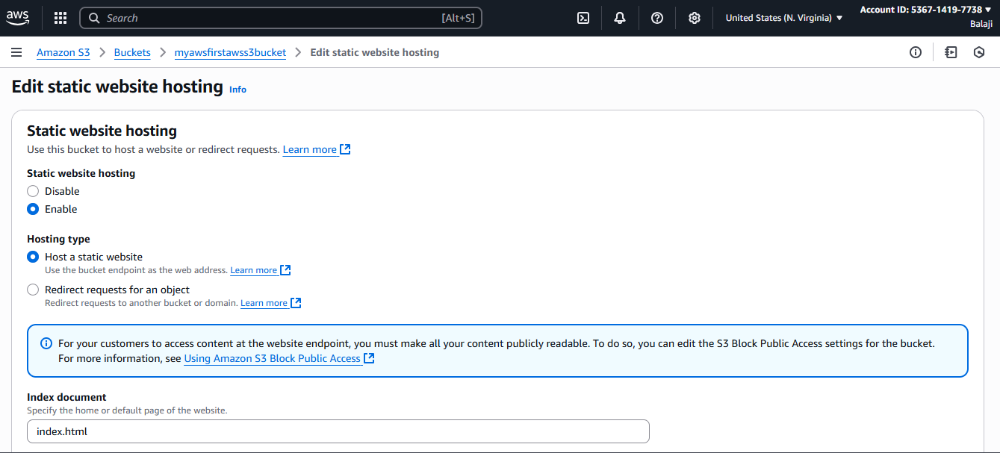 aws
Search [Alt+S]
United States (N. Virginia)
Account ID: 5367-1419-7738
Balaji
Amazon S3 > Buckets > myawsfirstawss3bucket > Edit static website hosting
Edit static website hosting Info
Static website hosting
Use this bucket to host a website or redirect requests. Learn more
Static website hosting
Disable
Enable
Hosting type
Host a static website
Use the bucket endpoint as the web address. Learn more
Redirect requests for an object
Redirect requests to another bucket or domain. Learn more
For your customers to access content at the website endpoint, you must make all your content publicly readable. To do so, you can edit the S3 Block Public Access settings for the bucket.
For more information, see Using Amazon S3 Block Public Access
Index document
Specify the home or default page of the website.
index.html